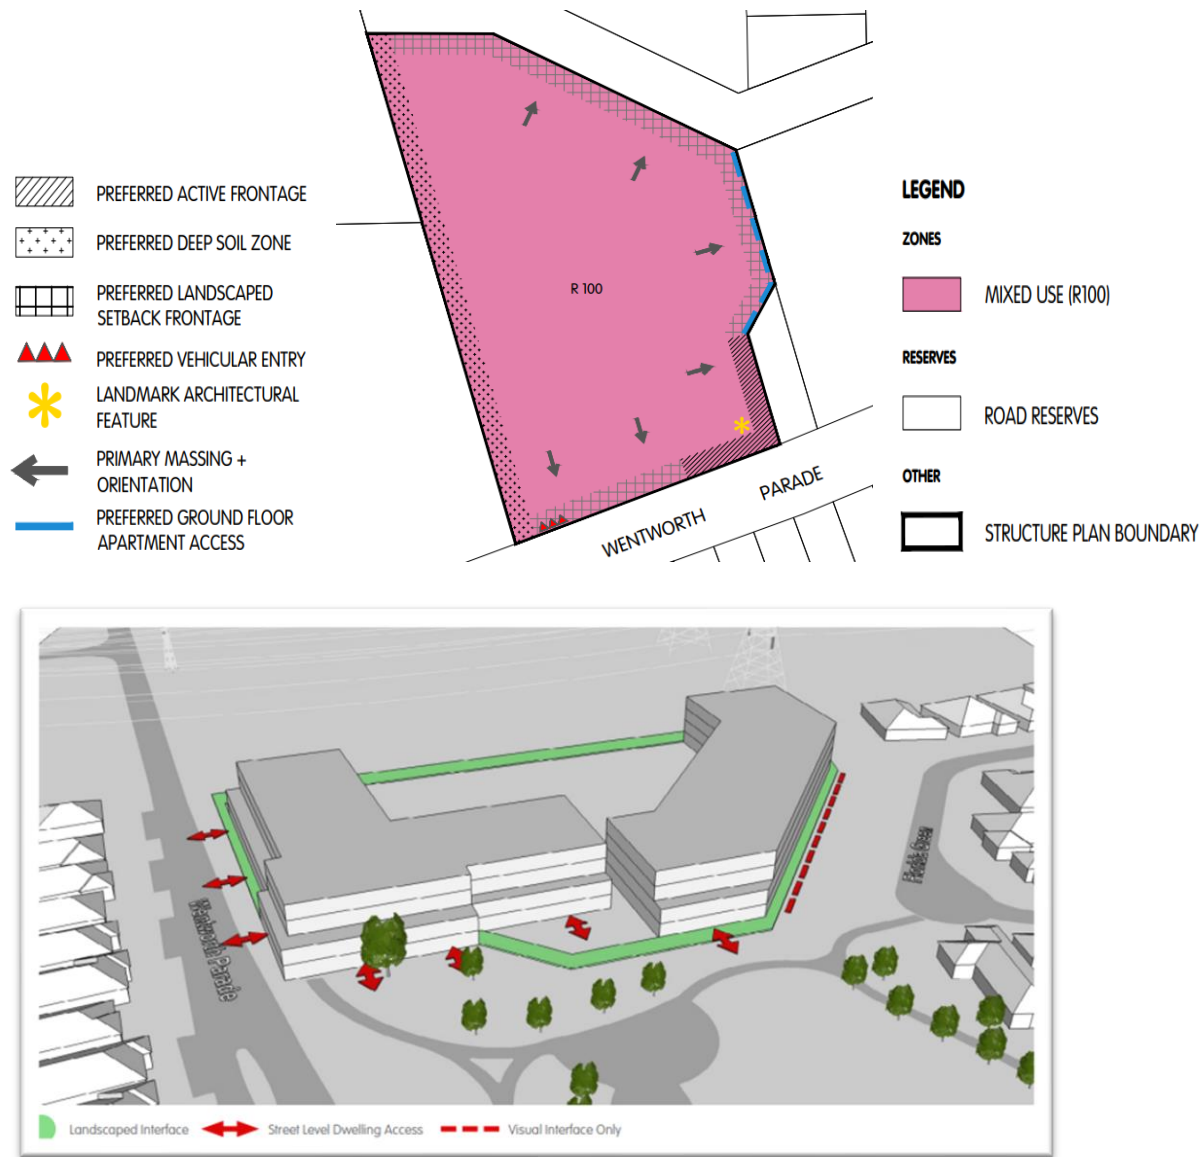 PREFERRED ACTIVE FRONTAGE
PREFERRED DEEP SOIL ZONE
PREFERRED LANDSCAPED
SETBACK FRONTAGE
PREFERRED VEHICULAR ENTRY
LANDMARK ARCHITECTURAL
FEATURE
PRIMARY MASSING +
ORIENTATION
PREFERRED GROUND FLOOR
APARTMENT ACCESS
R 100
WENTWORTH PARADE
LEGEND
ZONES
MIXED USE (R100)
RESERVES
ROAD RESERVES
OTHER
STRUCTURE PLAN BOUNDARY
Wentworth Parade
Landscaped Interface
Street Level Dwelling Access
Visual Interface Only